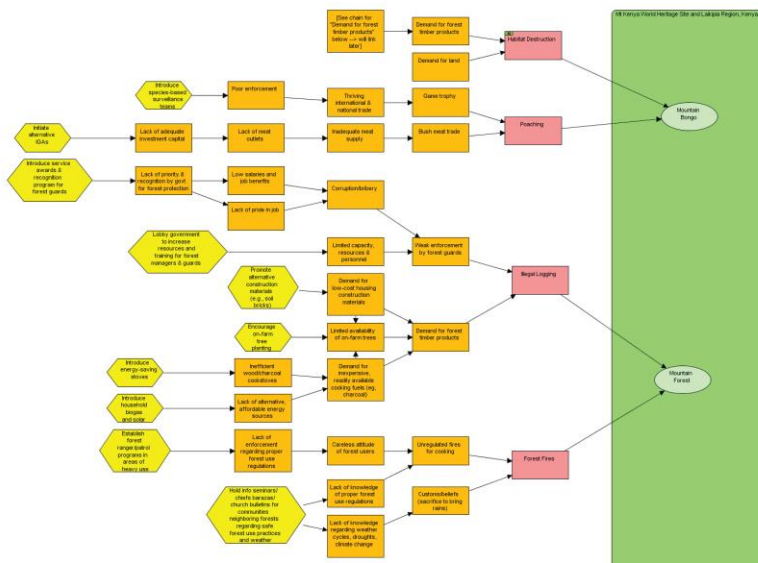 Mt Kenya World Heritage Site and Laikipia Region, Kenya
[See chain for
"Demand for forest
timber products"
below --> will link
later]
Demand for forest
timber products
Habitat Destruction
Demand for land
Introduce
species-based
surveillance
teams
Poor enforcement
Thriving
international &
national trade
Game trophy
Poaching
Mountain
Bongo
Initiate
alternative
IGAs
Lack of adequate
investment capital
Lack of meat
outlets
Inadequate meat
supply
Bush meat trade
Introduce service
awards &
recognition
program for
forest guards
Lack of priority &
recognition by govt
for forest protection
Low salaries and
job benefits
Lack of pride in job
Corruption/bribery
Lobby government
to increase
resources and
training for forest
managers & guards
Limited capacity,
resources &
personnel
Weak enforcement
by forest guards
Illegal Logging
Promote
alternative
construction
materials
(e.g., soil
bricks)
Demand for
low-cost housing
construction
materials
Encourage
on-farm
tree
planting
Limited availability
of on-farm trees
Demand for forest
timber products
Introduce
energy-saving
stoves
Inefficient
wood/charcoal
cookstoves
Demand for
inexpensive,
readily available
cooking fuels (eg,
charcoal)
Mountain
Forest
Introduce
household
biogas and
solar
Lack of alternative,
affordable energy
sources
Establish
forest
ranger/patrol
programs in
areas of
heavy use
Lack of
enforcement
regarding proper
forest use
regulations
Careless attitude
of forest users
Unregulated fires
for cooking
Forest Fires
Hold info seminars/
chiefs barazas/
church bulletins for
communities
neighboring forests
regarding safe
forest use practices
and weather
Lack of knowledge
of proper forest
use regulations
Customs/beliefs
(sacrifice to bring
rains)
Lack of knowledge
regarding weather
cycles, droughts,
climate change